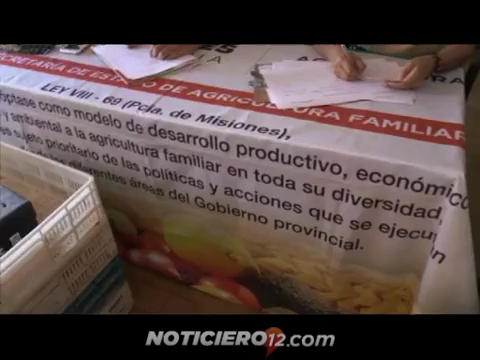 ES
SECRETARIA DE ESTADO DE AGRICULTURA FAMILIAR
LEY VIII - 69 (Pcia. de Misiones),
doptase como modelo de desarrollo productivo, económico
y ambiental a la agricultura familiar en toda su diversidad,
sujeto prioritario de las políticas y acciones que se ejecutan
diferentes áreas del Gobierno provincial.
NOTICIERO12.com